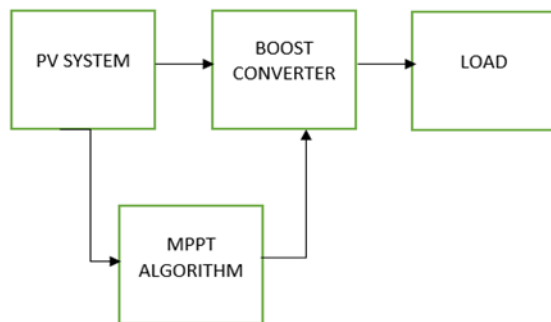 PV SYSTEM
BOOST
CONVERTER
LOAD
MPPT
ALGORITHM